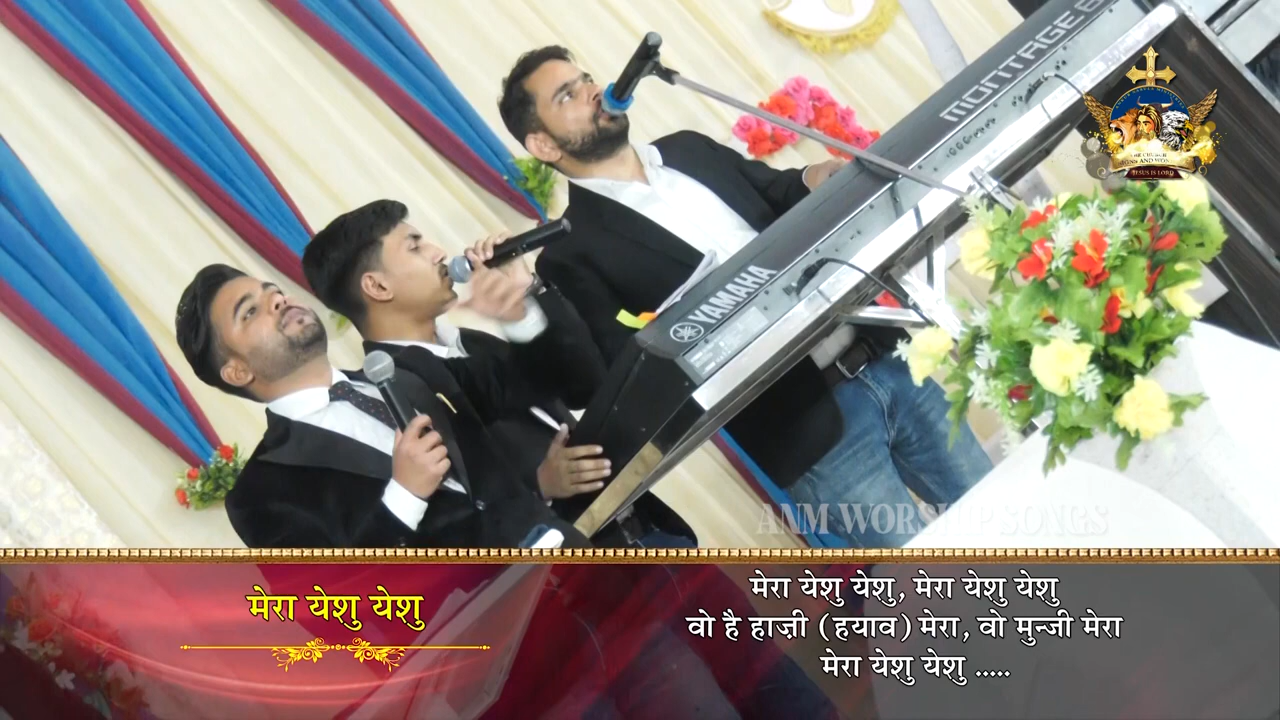 MONTAGE
YAMAHA
JESUS IS LORD
ANM WORSHIP SONGS
मेरा येशु येशु
मेरा येशु येशु, मेरा येशु येशु
वो है हाज़ी (हयाव) मेरा, वो मुन्जी मेरा
मेरा येशु येशु .....